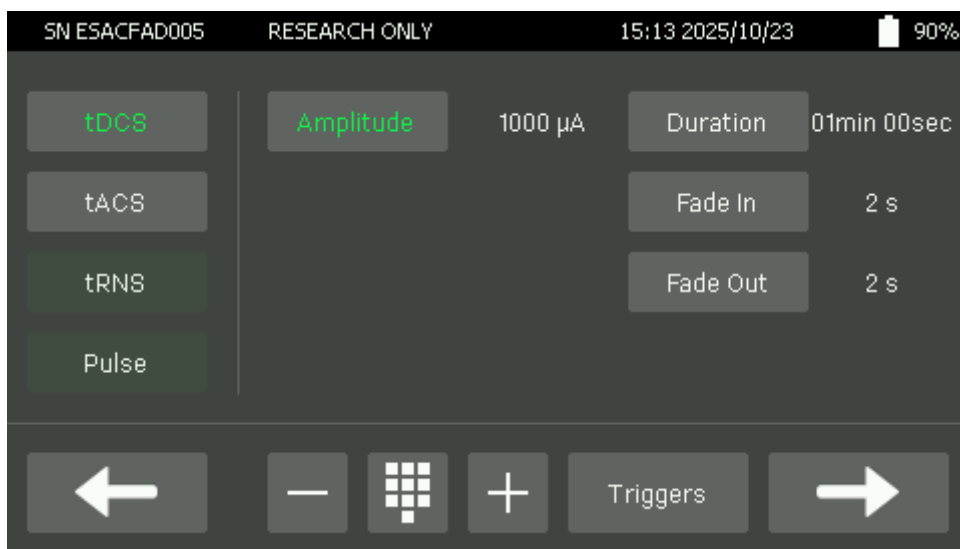 SN ESACFAD005 RESEARCH ONLY 15:13 2025/10/23 90%
tDCS Amplitude 1000 µA Duration 01min 00sec
tACS Fade In 2 s
tRNS Fade Out 2 s
Pulse
Triggers